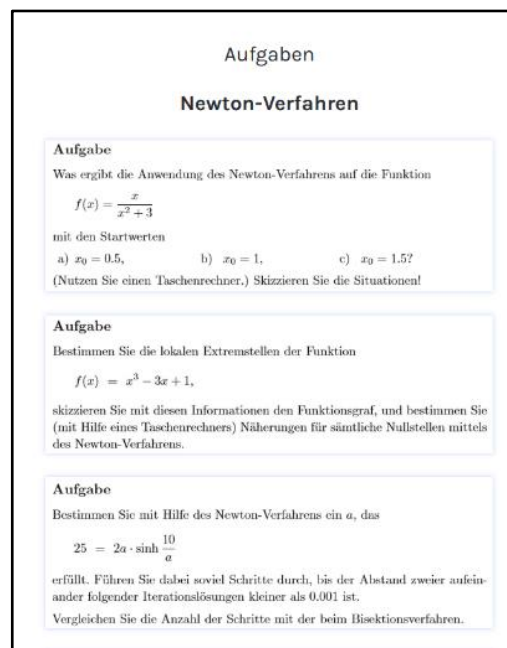 Aufgaben
Newton-Verfahren
Aufgabe
Was ergibt die Anwendung des Newton-Verfahrens auf die Funktion
f(x) = x / (x² + 3)
mit den Startwerten
a) x₀ = 0.5, b) x₀ = 1, c) x₀ = 1.5?
(Nutzen Sie einen Taschenrechner.) Skizzieren Sie die Situationen!
Aufgabe
Bestimmen Sie die lokalen Extremstellen der Funktion
f(x) = x³ − 3x + 1,
skizzieren Sie mit diesen Informationen den Funktionsgraf, und bestimmen Sie
(mit Hilfe eines Taschenrechners) Näherungen für sämtliche Nullstellen mittels
des Newton-Verfahrens.
Aufgabe
Bestimmen Sie mit Hilfe des Newton-Verfahrens ein a, das
25 = 2a · sinh 10/a
erfüllt. Führen Sie dabei soviel Schritte durch, bis der Abstand zweier aufein-
ander folgender Iterationslösungen kleiner als 0.001 ist.
Vergleichen Sie die Anzahl der Schritte mit der beim Bisektionsverfahren.